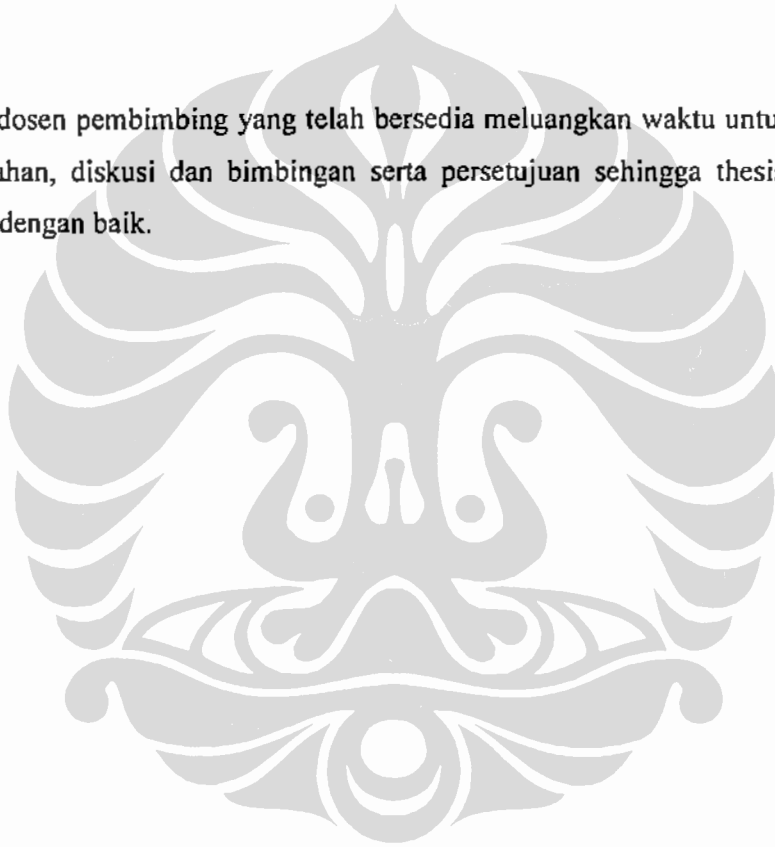 dosen pembimbing yang telah bersedia meluangkan waktu untu
han, diskusi dan bimbingan serta persetujuan sehingga thesis
dengan baik.